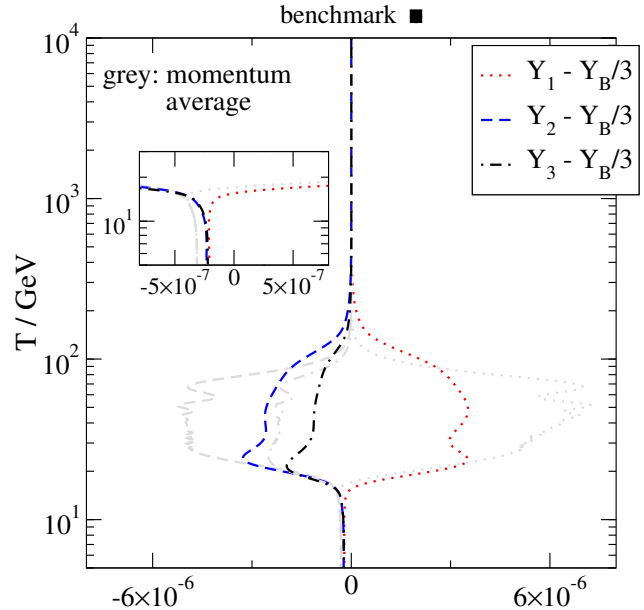 benchmark ■
grey: momentum
average
Y_1 - Y_B/3
Y_2 - Y_B/3
Y_3 - Y_B/3
10^4
10^3
10^2
10^1
T / GeV
10^1
-5×10^-7 0 5×10^-7
-6×10^-6 0 6×10^-6